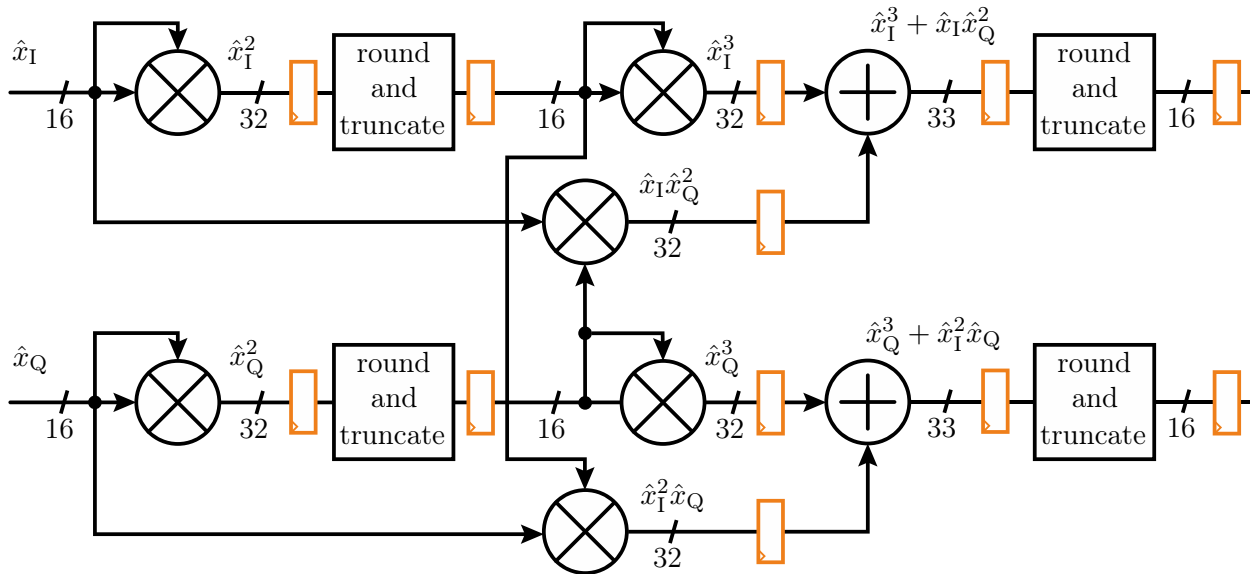 x̂_I
16
x̂_I^2
32
round
and
truncate
16
x̂_I^3
32
x̂_I^3 + x̂_I x̂_Q^2
33
round
and
truncate
16
x̂_I x̂_Q^2
32
x̂_Q
16
x̂_Q^2
32
round
and
truncate
16
x̂_Q^3
32
x̂_Q^3 + x̂_I^2 x̂_Q
33
round
and
truncate
16
x̂_I^2 x̂_Q
32